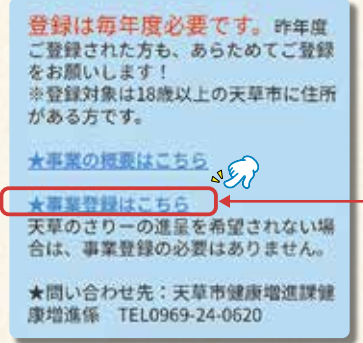 登録は毎年度必要です。昨年度
ご登録された方も、あらためてご登録
をお願いします！
※登録対象は18歳以上の天草市に住所
がある方です。
★事業の概要はこちら
★事業登録はこちら
天草のさりーの進呈を希望されない場
合は、事業登録の必要はありません。
★問い合わせ先：天草市健康増進課健
康増進係　TEL0969-24-0620